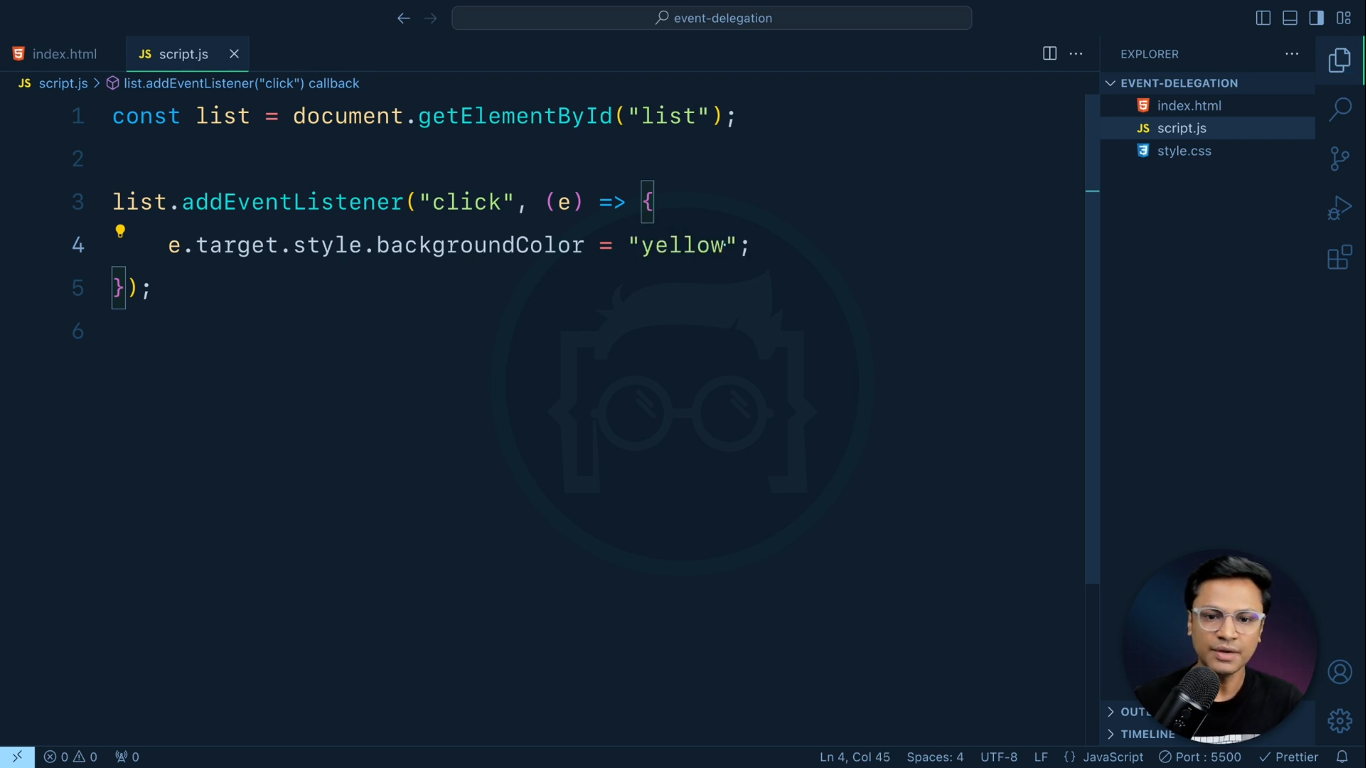 event-delegation
index.html
JS script.js
EXPLORER
JS script.js > list.addEventListener("click") callback
EVENT-DELEGATION
index.html
JS script.js
style.css
1 const list = document.getElementById("list");
2
3 list.addEventListener("click", (e) => {
4 e.target.style.backgroundColor = "yellow";
5 });
6
TIMELINE
0 0 0
Ln 4, Col 45 Spaces: 4 UTF-8 LF {} JavaScript Port : 5500 Prettier